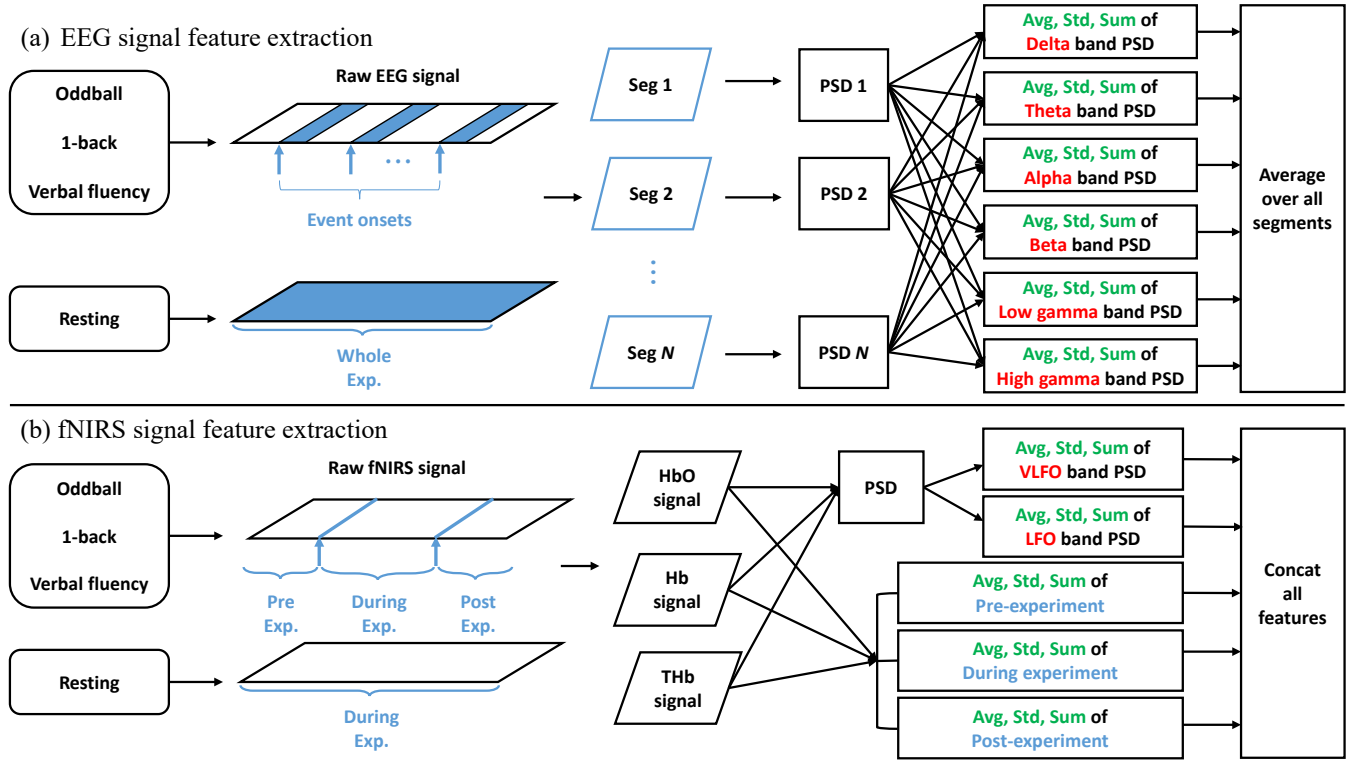 (a) EEG signal feature extraction
Oddball
1-back
Verbal fluency
Raw EEG signal
...
Event onsets
Resting
Whole
Exp.
Seg 1
Seg 2
...
Seg N
PSD 1
PSD 2
PSD N
Avg, Std, Sum of
Delta band PSD
Avg, Std, Sum of
Theta band PSD
Avg, Std, Sum of
Alpha band PSD
Avg, Std, Sum of
Beta band PSD
Avg, Std, Sum of
Low gamma band PSD
Avg, Std, Sum of
High gamma band PSD
Average
over all
segments
(b) fNIRS signal feature extraction
Oddball
1-back
Verbal fluency
Raw fNIRS signal
Pre
Exp.
During
Exp.
Post
Exp.
Resting
During
Exp.
HbO
signal
Hb
signal
THb
signal
PSD
Avg, Std, Sum of
VLFO band PSD
Avg, Std, Sum of
LFO band PSD
Avg, Std, Sum of
Pre-experiment
Avg, Std, Sum of
During experiment
Avg, Std, Sum of
Post-experiment
Concat
all
features